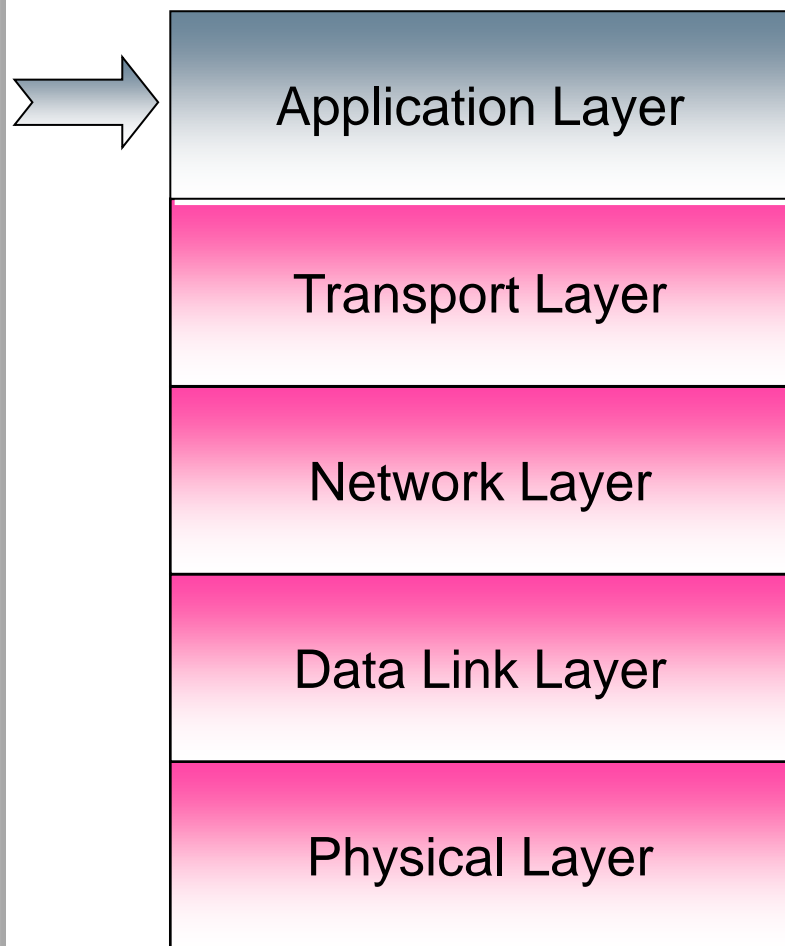 Application Layer
Transport Layer
Network Layer
Data Link Layer
Physical Layer